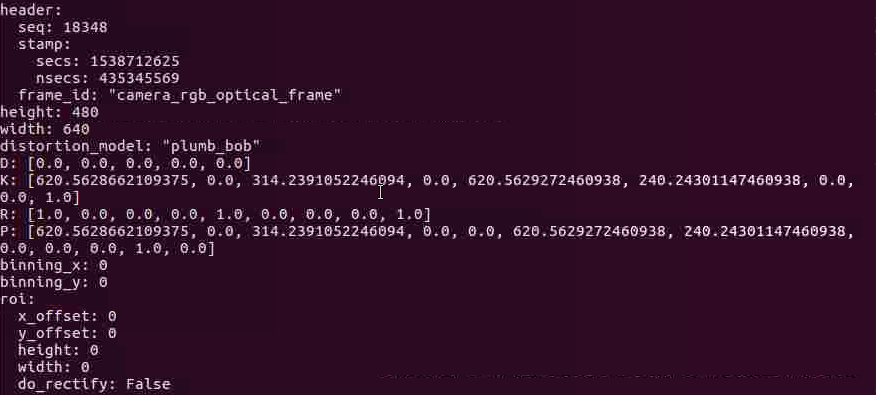 header:
  seq: 18348
  stamp:
    secs: 1538712625
    nsecs: 435345569
  frame_id: "camera_rgb_optical_frame"
height: 480
width: 640
distortion_model: "plumb_bob"
D: [0.0, 0.0, 0.0, 0.0, 0.0]
K: [620.5628662109375, 0.0, 314.2391052246094, 0.0, 620.5629272460938, 240.24301147460938, 0.0,
0.0, 1.0]
R: [1.0, 0.0, 0.0, 0.0, 1.0, 0.0, 0.0, 0.0, 1.0]
P: [620.5628662109375, 0.0, 314.2391052246094, 0.0, 0.0, 620.5629272460938, 240.24301147460938,
0.0, 0.0, 0.0, 1.0, 0.0]
binning_x: 0
binning_y: 0
roi:
  x_offset: 0
  y_offset: 0
  height: 0
  width: 0
  do_rectify: False